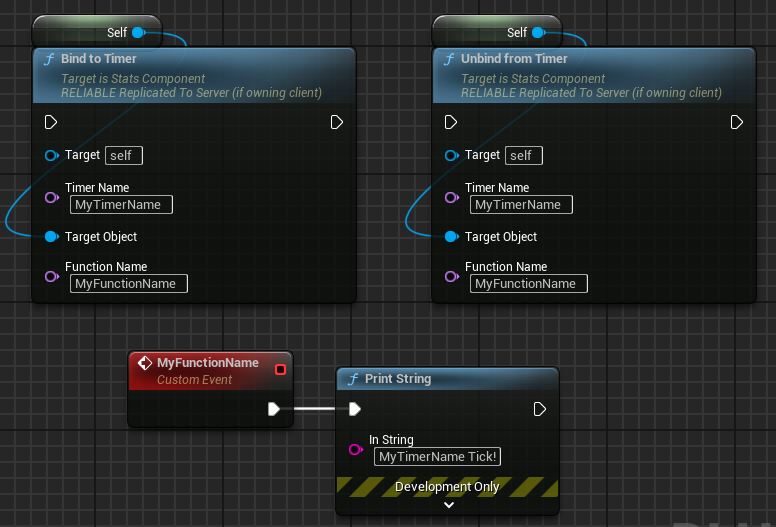 Self
Bind to Timer
Target is Stats Component
RELIABLE Replicated To Server (if owning client)
Target self
Timer Name
MyTimerName
Target Object
Function Name
MyFunctionName
Self
Unbind from Timer
Target is Stats Component
RELIABLE Replicated To Server (if owning client)
Target self
Timer Name
MyTimerName
Target Object
Function Name
MyFunctionName
MyFunctionName
Custom Event
Print String
In String
MyTimerName Tick!
Development Only